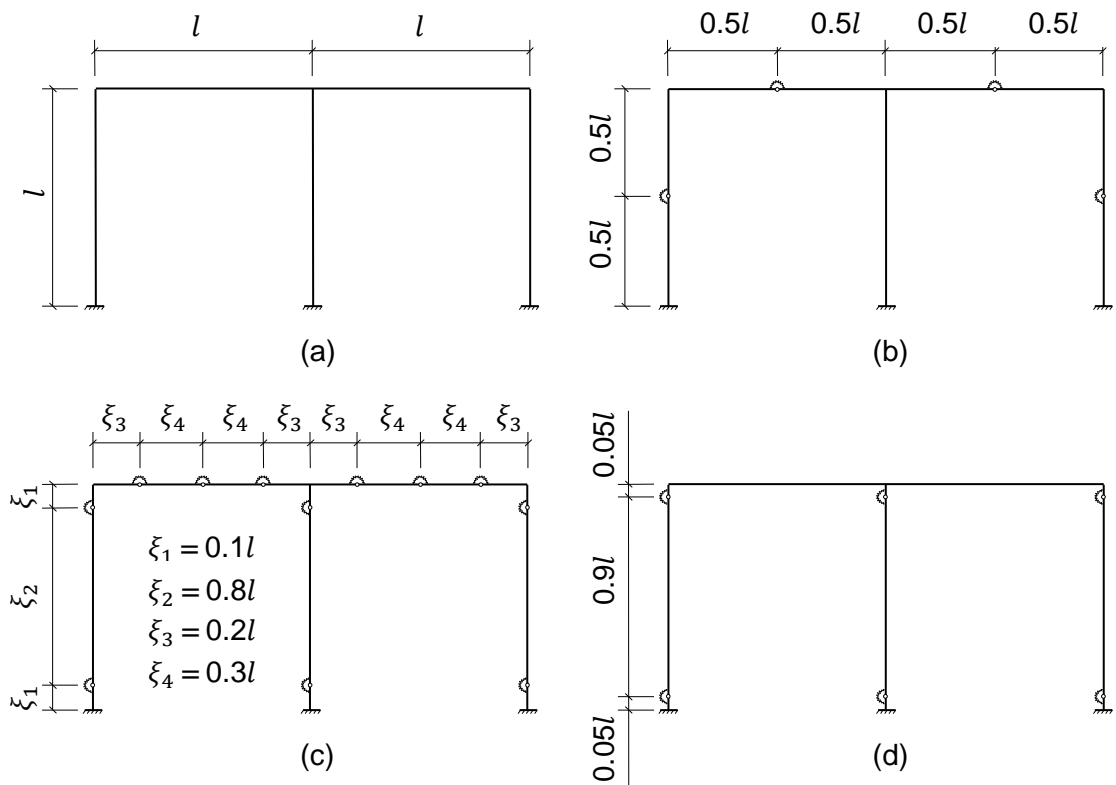 l l
l
(a)
0.5l 0.5l 0.5l 0.5l
0.5l
0.5l
(b)
ξ₃ ξ₄ ξ₄ ξ₃ ξ₃ ξ₄ ξ₄ ξ₃
ξ₁
ξ₂
ξ₁
ξ₁ = 0.1l
ξ₂ = 0.8l
ξ₃ = 0.2l
ξ₄ = 0.3l
(c)
0.05l
0.9l
0.05l
(d)